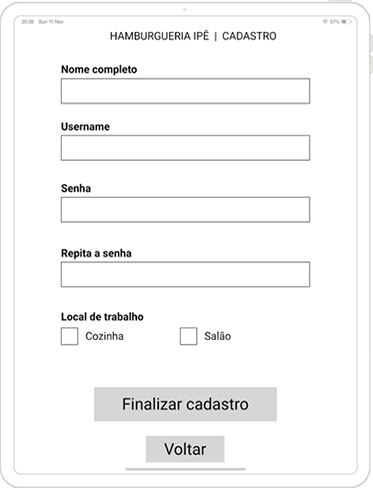 20:38 Sun 11 Nov 57%
HAMBURGUERIA IPÊ | CADASTRO
Nome completo
Username
Senha
Repita a senha
Local de trabalho
Cozinha Salão
Finalizar cadastro
Voltar